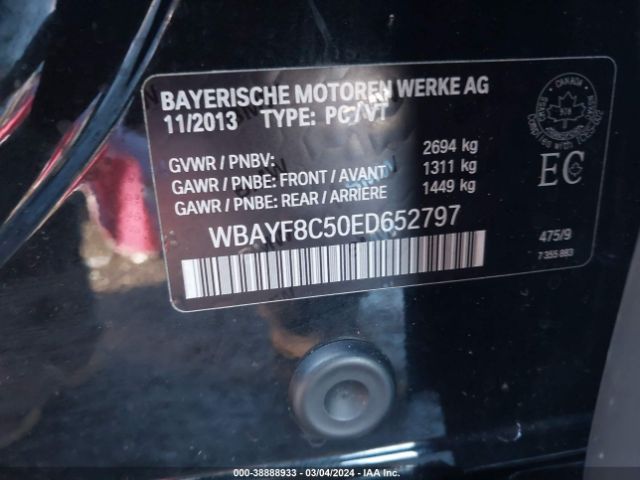 BAYERISCHE MOTOREN WERKE AG
11/2013 TYPE: PC/VT
GVWR / PNBV: 2694 kg
GAWR / PNBE: FRONT / AVANT 1311 kg
GAWR / PNBE: REAR / ARRIÈRE 1449 kg
WBAYF8C50ED652797
CANADA
EC
475/9
7 355 883
000-38888933 — 03/04/2024 — IAA Inc.